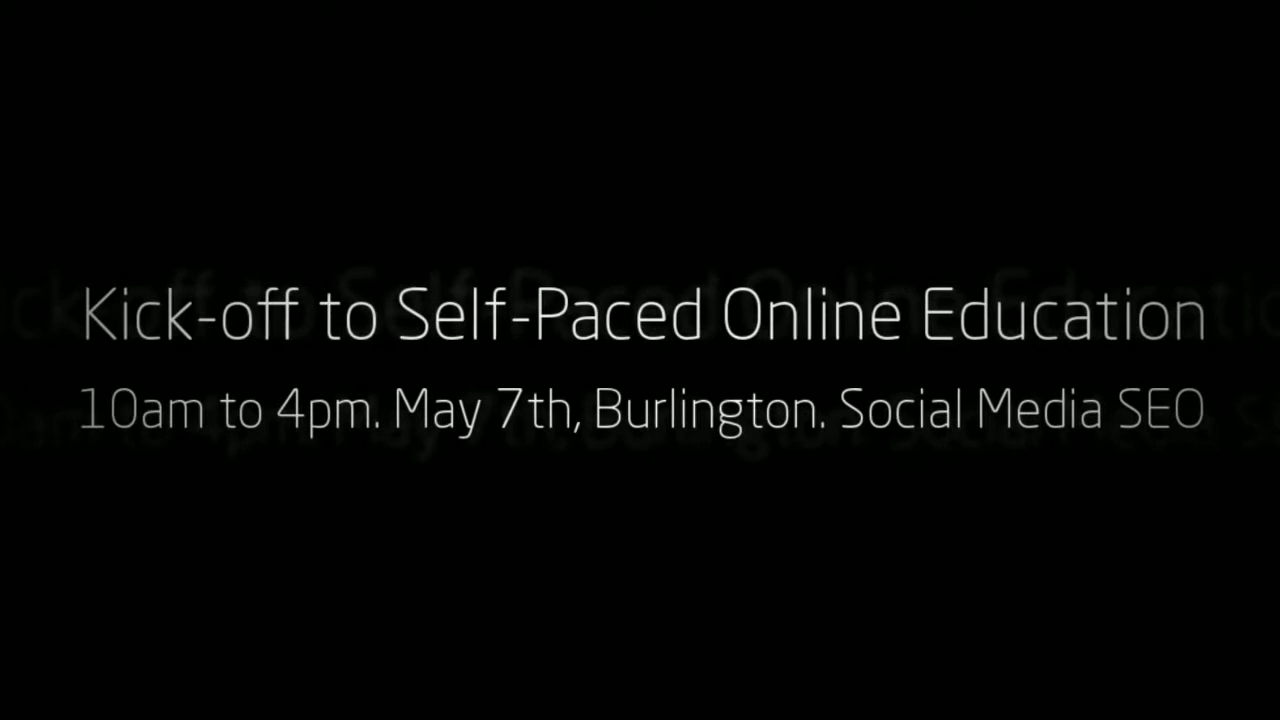 Kick-off to Self-Paced Online Education
10am to 4pm. May 7th, Burlington. Social Media SEO